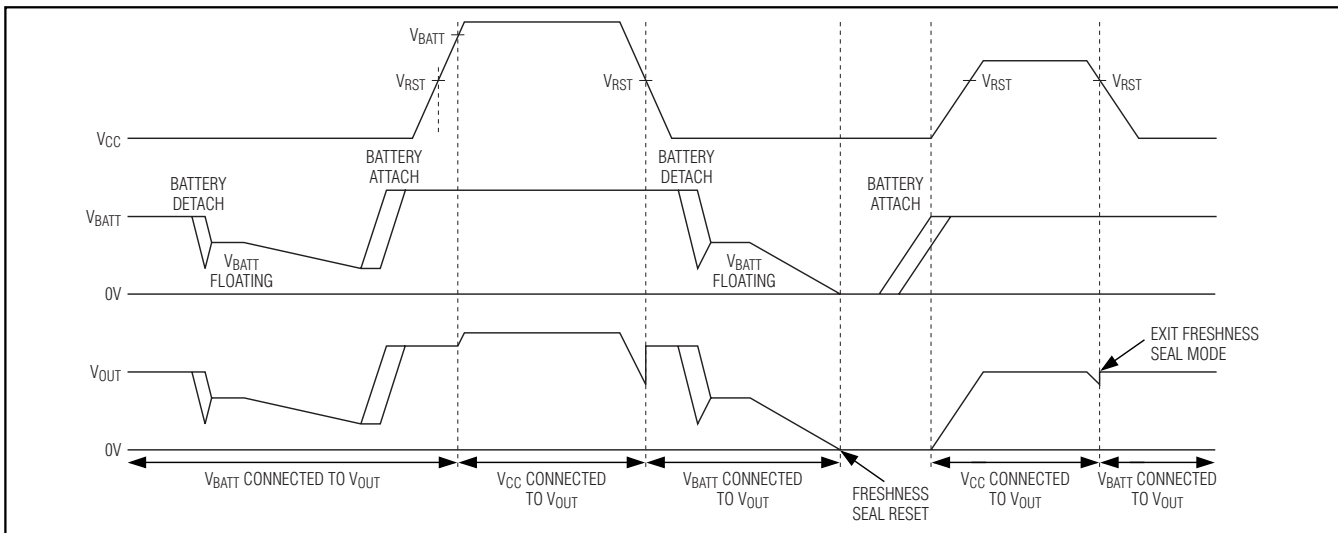 VBATT
VRST
VRST
VRST
VRST
VCC
BATTERY
DETACH
BATTERY
ATTACH
BATTERY
DETACH
BATTERY
ATTACH
VBATT
VBATT
FLOATING
VBATT
FLOATING
0V
EXIT FRESHNESS
SEAL MODE
VOUT
0V
VBATT CONNECTED TO VOUT
VCC CONNECTED
TO VOUT
VBATT CONNECTED
TO VOUT
FRESHNESS
SEAL RESET
VCC CONNECTED
TO VOUT
VBATT CONNECTED
TO VOUT